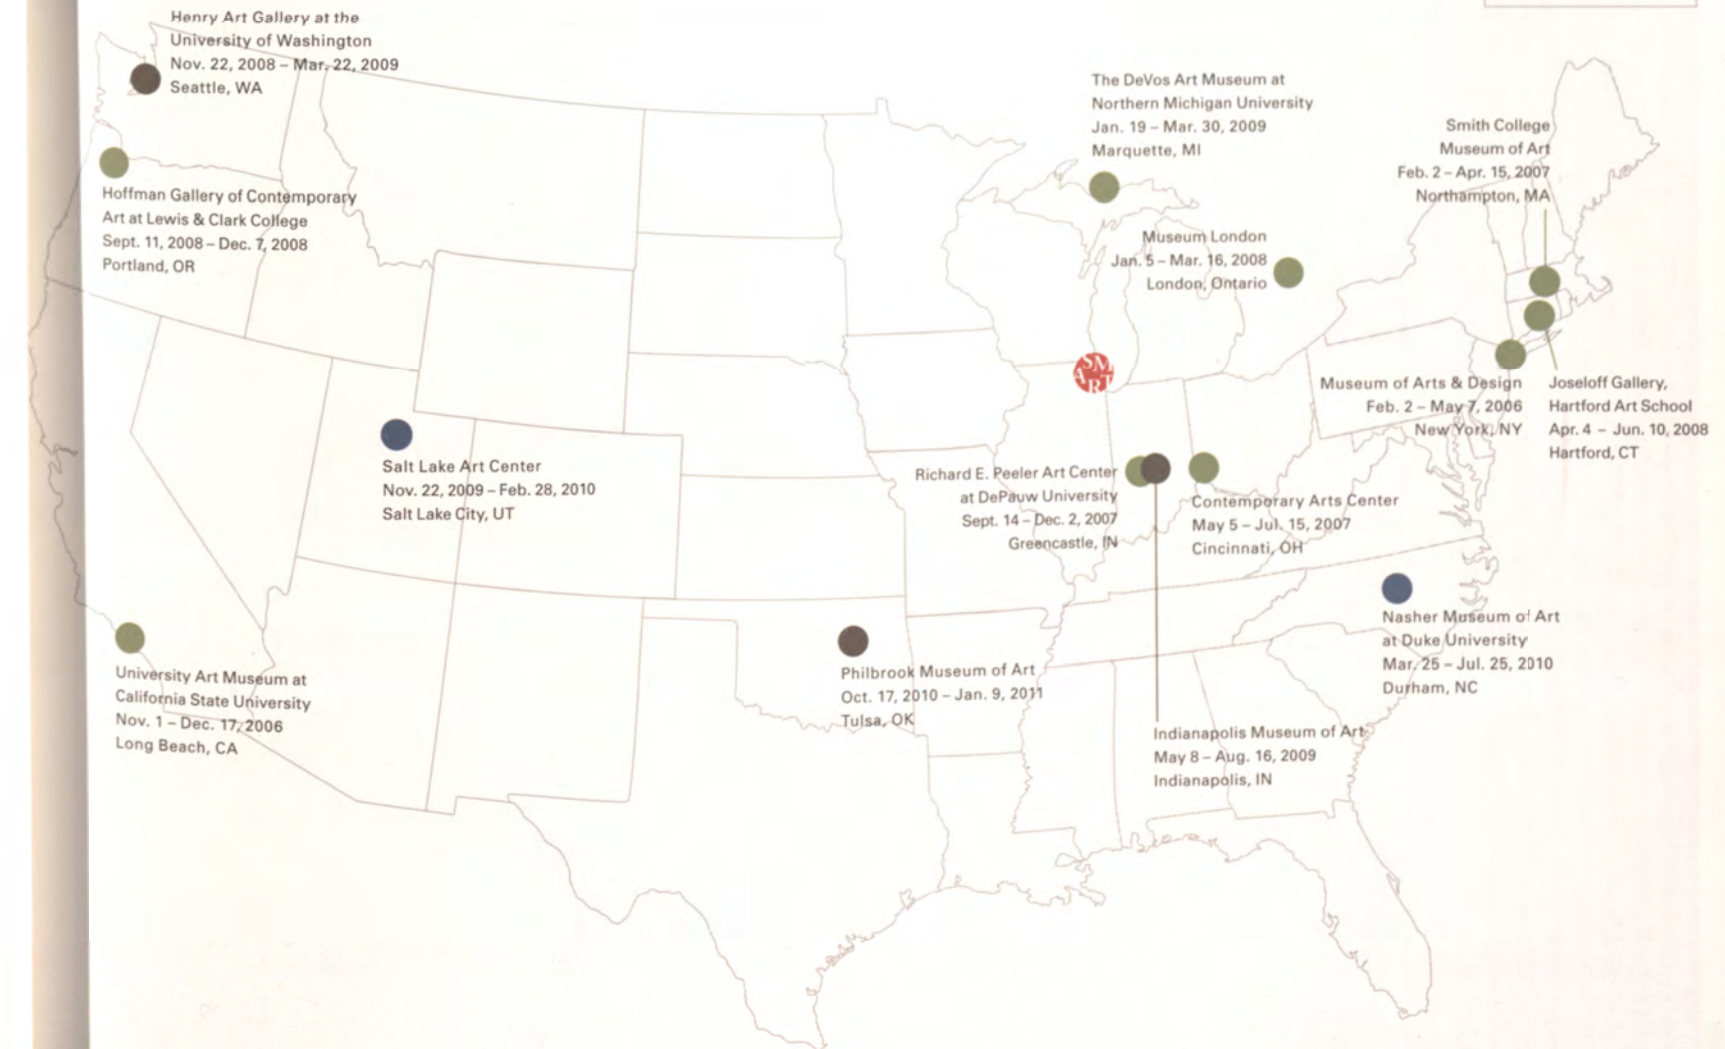 Henry Art Gallery at the
University of Washington
Nov. 22, 2008 – Mar. 22, 2009
Seattle, WA
Hoffman Gallery of Contemporary
Art at Lewis & Clark College
Sept. 11, 2008 – Dec. 7, 2008
Portland, OR
The DeVos Art Museum at
Northern Michigan University
Jan. 19 – Mar. 30, 2009
Marquette, MI
Smith College
Museum of Art
Feb. 2 – Apr. 15, 2007
Northampton, MA
Museum London
Jan. 5 – Mar. 16, 2008
London, Ontario
SM
ART
Museum of Arts & Design
Feb. 2 – May 7, 2006
New York, NY
Joseloff Gallery,
Hartford Art School
Apr. 4 – Jun. 10, 2008
Hartford, CT
Salt Lake Art Center
Nov. 22, 2009 – Feb. 28, 2010
Salt Lake City, UT
Richard E. Peeler Art Center
at DePauw University
Sept. 14 – Dec. 2, 2007
Greencastle, IN
Contemporary Arts Center
May 5 – Jul. 15, 2007
Cincinnati, OH
Nasher Museum of Art
at Duke University
Mar. 25 – Jul. 25, 2010
Durham, NC
University Art Museum at
California State University
Nov. 1 – Dec. 17, 2006
Long Beach, CA
Philbrook Museum of Art
Oct. 17, 2010 – Jan. 9, 2011
Tulsa, OK
Indianapolis Museum of Art
May 8 – Aug. 16, 2009
Indianapolis, IN